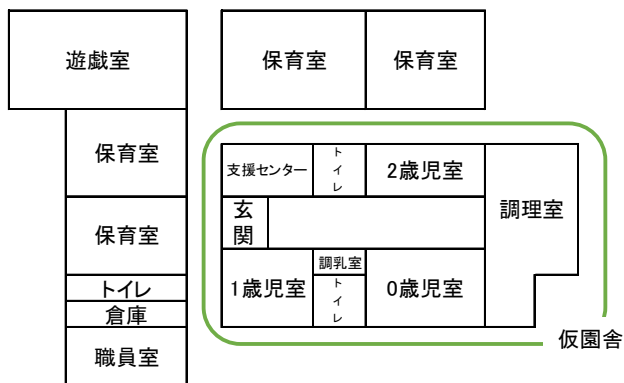 遊戯室
保育室
保育室
保育室
支援センター
トイレ
2歳児室
調理室
玄関
保育室
調乳室
1歳児室
トイレ
0歳児室
トイレ
倉庫
仮園舎
職員室